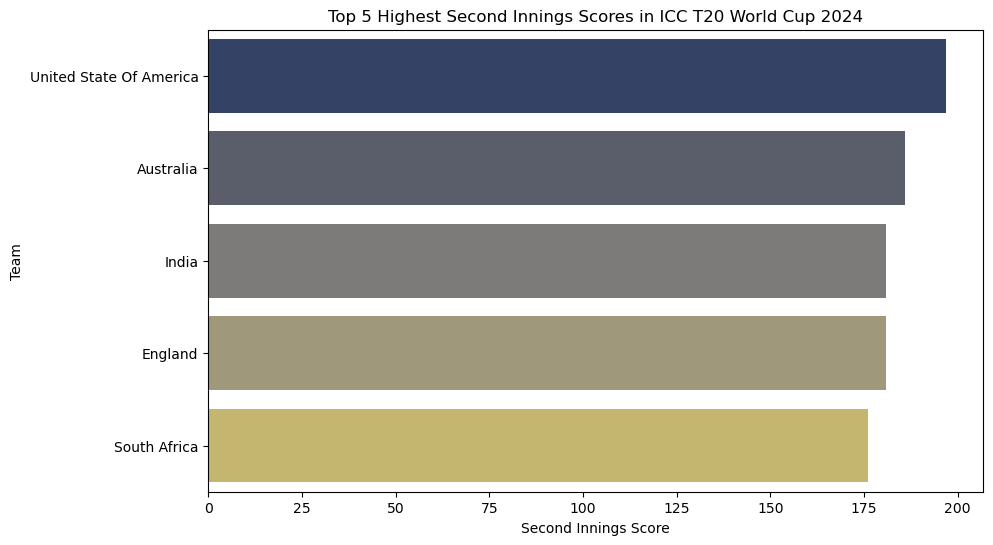 Top 5 Highest Second Innings Scores in ICC T20 World Cup 2024
Team
United State Of America
Australia
India
England
South Africa
0 25 50 75 100 125 150 175 200
Second Innings Score